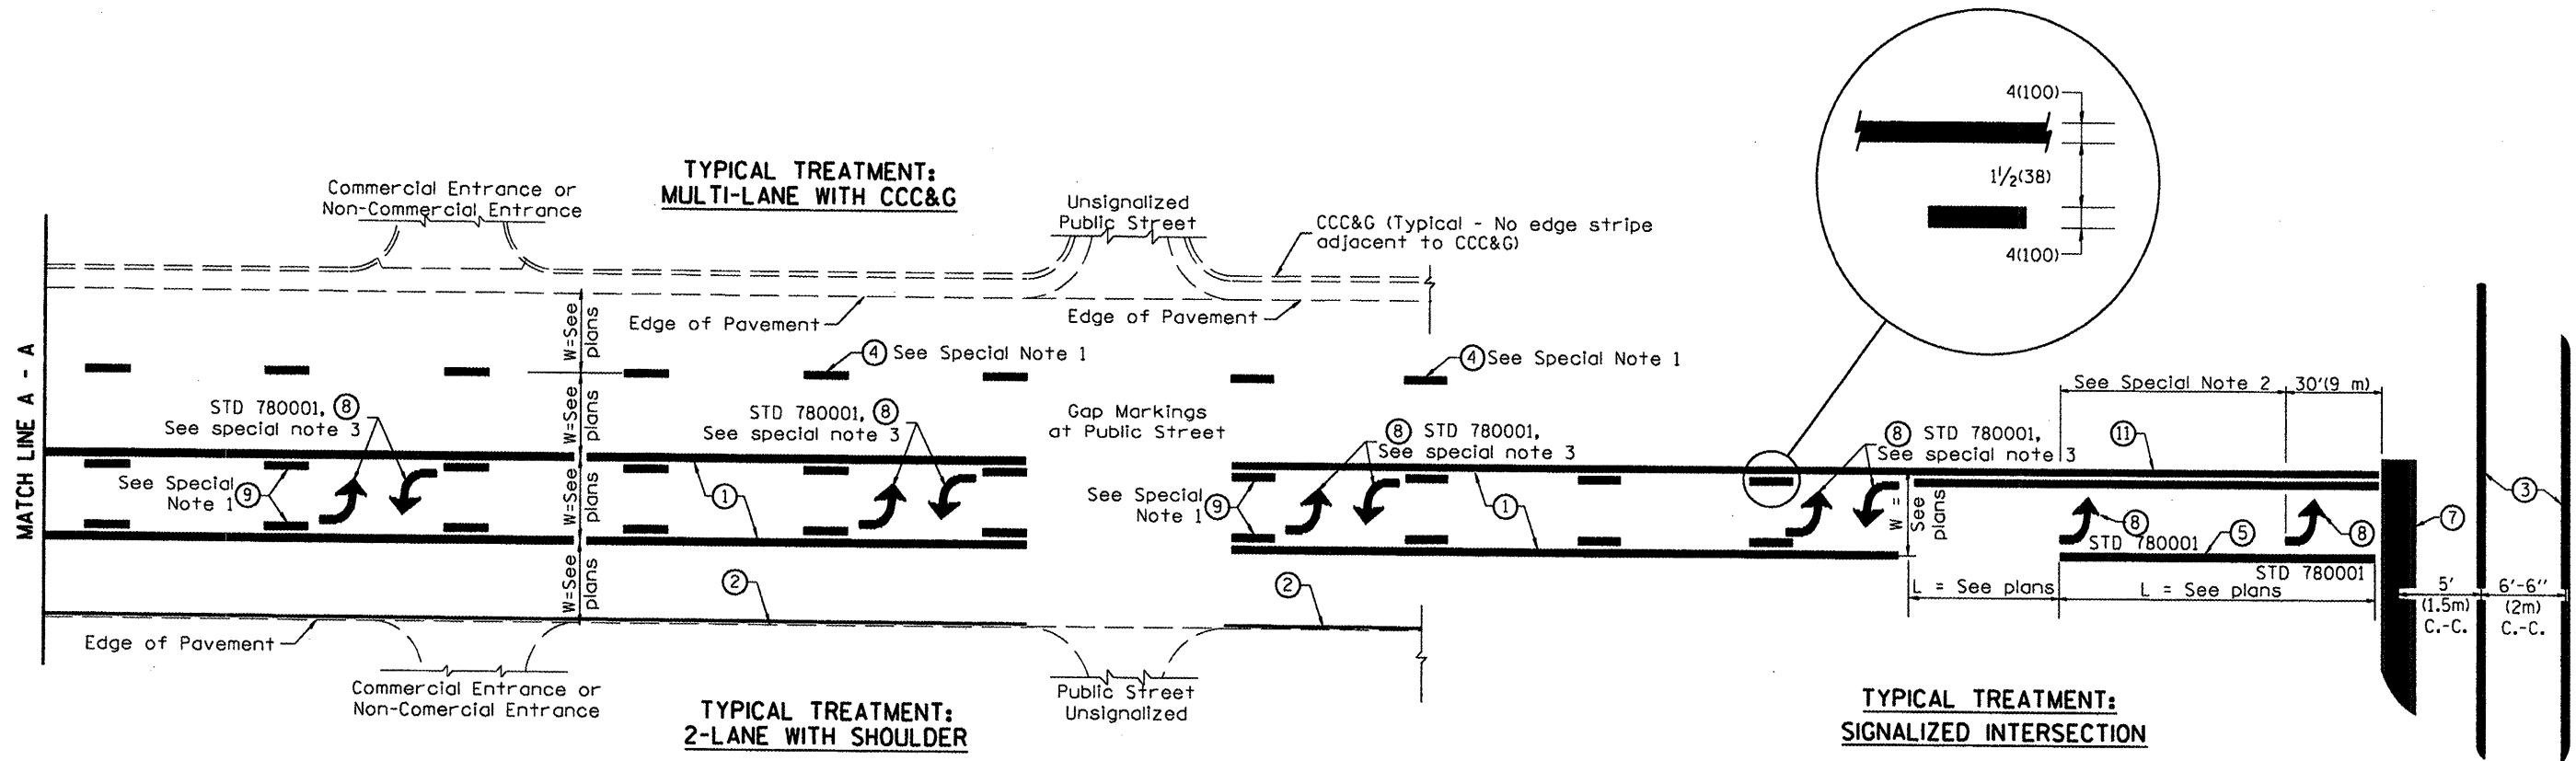 TYPICAL TREATMENT:
MULTI-LANE WITH CCC&G
Commercial Entrance or
Non-Commercial Entrance
Unsignalized
Public Street
CCC&G (Typical - No edge stripe
adjacent to CCC&G)
4(100)
1 1/2(38)
4(100)
MATCH LINE A - A
Edge of Pavement
Edge of Pavement
W=See
plans
W=See
plans
W=See
plans
W=See
plans
4 See Special Note 1
4 See Special Note 1
STD 780001, 8
See special note 3
STD 780001, 8
See special note 3
Gap Markings
at Public Street
8 STD 780001,
See special note 3
8 STD 780001,
See special note 3
See Special Note 2
30'(9 m)
11
See Special
Note 1 9
1
See Special
Note 1 9
1
W =
See
plans
8
STD 780001
5
8
STD 780001
7
3
L = See plans
L = See plans
5'
(1.5m)
C.-C.
6'-6"
(2m)
C.-C.
2
2
Edge of Pavement
Commercial Entrance or
Non-Comercial Entrance
Public Street
Unsignalized
TYPICAL TREATMENT:
2-LANE WITH SHOULDER
TYPICAL TREATMENT:
SIGNALIZED INTERSECTION